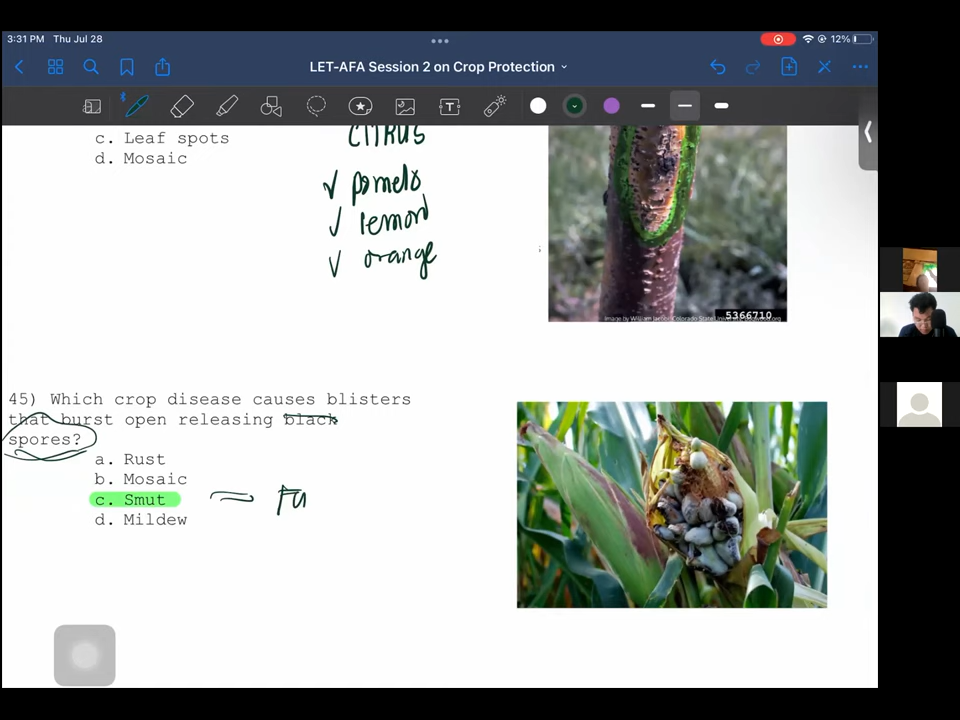 3:31 PM Thu Jul 28
12%
LET-AFA Session 2 on Crop Protection
T
c. Leaf spots
d. Mosaic
CITRUS
✓ pomelo
✓ lemon
✓ orange
5366710
45) Which crop disease causes blisters
that burst open releasing black
spores?
a. Rust
b. Mosaic
c. Smut
Fu
d. Mildew